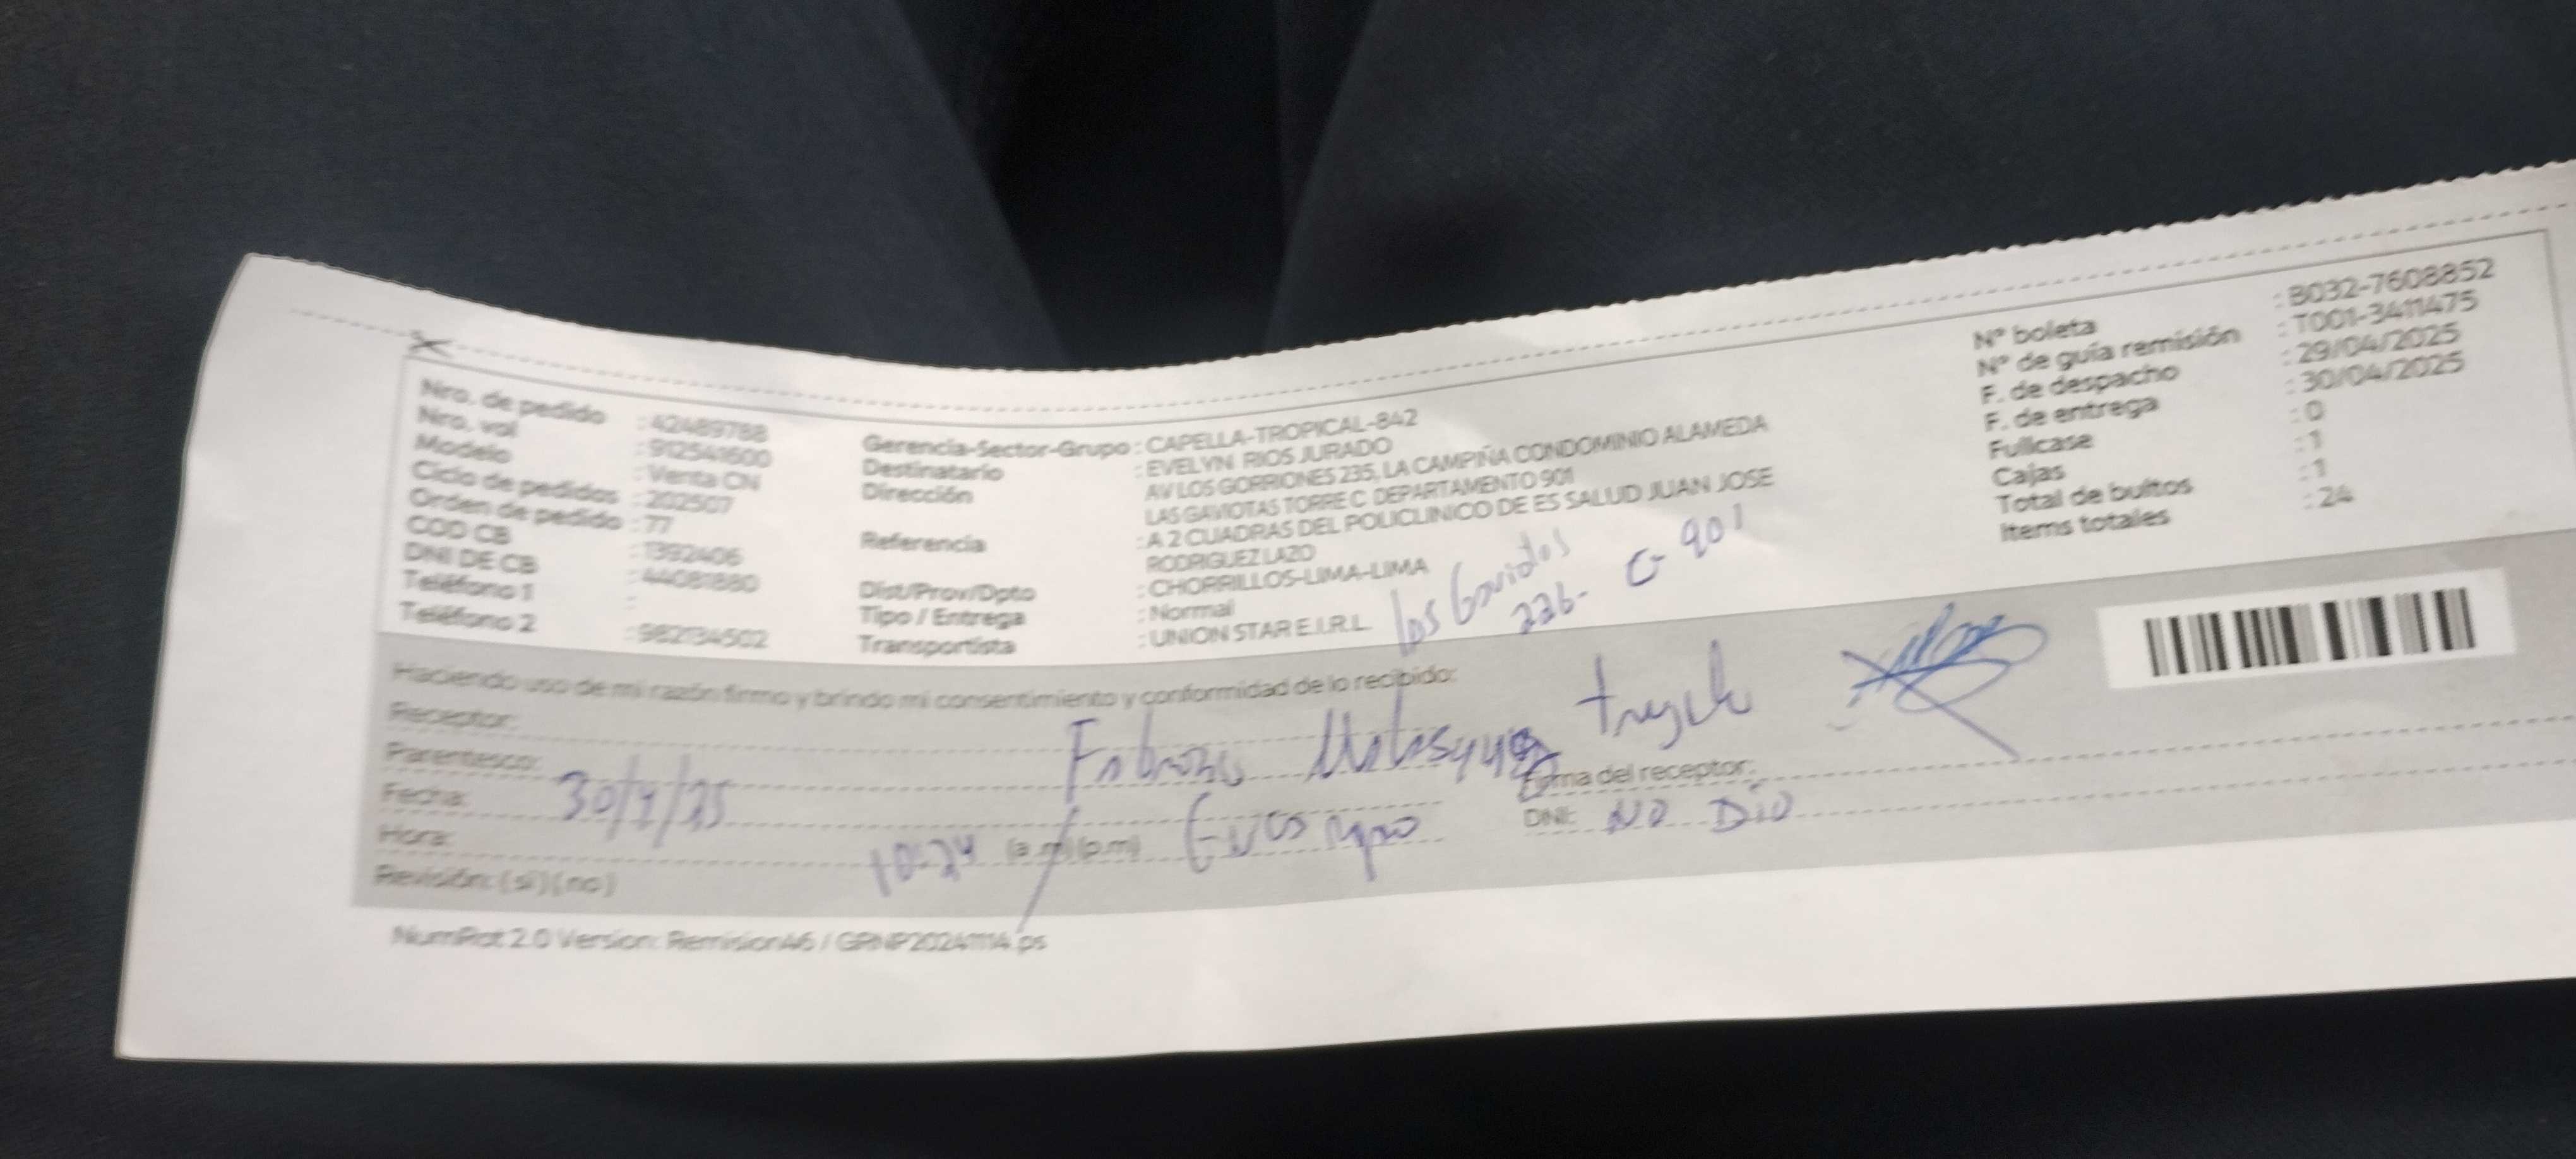 Nro. de pedido : 42489788
Nro. vol : 912541600
Modelo : Venta CN
Ciclo de pedidos : 202507
Orden de pedido : 77
COD CB : 1392406
DNI DE CB : 44081880
Teléfono 1 :
Teléfono 2 : 982134502
Gerencia-Sector-Grupo : CAPELLA-TROPICAL-842
Destinatario : EVELYN RIOS JURADO
Dirección : AV LOS GORRIONES 235, LA CAMPIÑA CONDOMINIO ALAMEDA
LAS GAVIOTAS TORRE C DEPARTAMENTO 901
Referencia : A 2 CUADRAS DEL POLICLINICO DE ES SALUD JUAN JOSE
RODRIGUEZ LAZO
Dist/Prov/Dpto : CHORRILLOS-LIMA-LIMA
Tipo / Entrega : Normal
Transportista : UNION STAR E.I.R.L.
N° boleta : B032-7608852
N° de guía remisión : T001-3411475
F. de despacho : 29/04/2025
F. de entrega : 30/04/2025
Fullcase : 0
Cajas : 1
Total de bultos : 1
Items totales : 24
Los Gaviotas
226- C-901
Haciendo uso de mi razón firmo y brindo mi consentimiento y conformidad de lo recibido:
Receptor:
Parentesco:
Fecha: 30/4/25
Hora: 10:24 (a.m) (p.m)
Revisión: (si) (no)
Firma del receptor:
DNI: NO DIO
NumRot 2.0 Version: RemisionA6 / GRNP20241114.ps